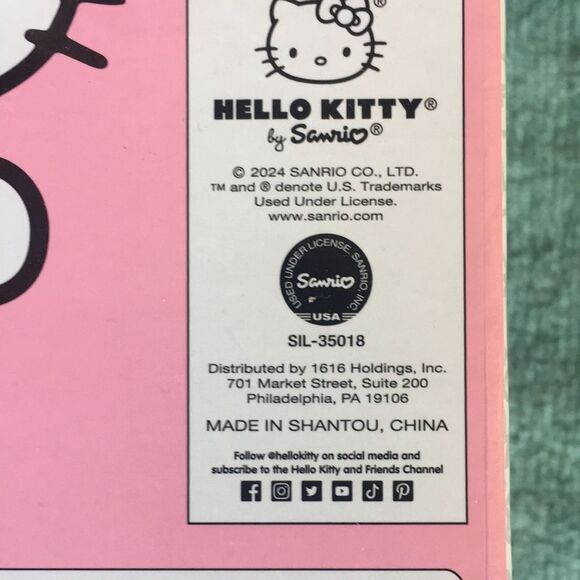 ®
HELLO KITTY®
by Sanrio®
© 2024 SANRIO CO., LTD.
TM and ® denote U.S. Trademarks
Used Under License.
www.sanrio.com
USED UNDER LICENSE. SANRIO, INC.
Sanrio
USA
SIL-35018
Distributed by 1616 Holdings, Inc.
701 Market Street, Suite 200
Philadelphia, PA 19106
MADE IN SHANTOU, CHINA
Follow @hellokitty on social media and
subscribe to the Hello Kitty and Friends Channel